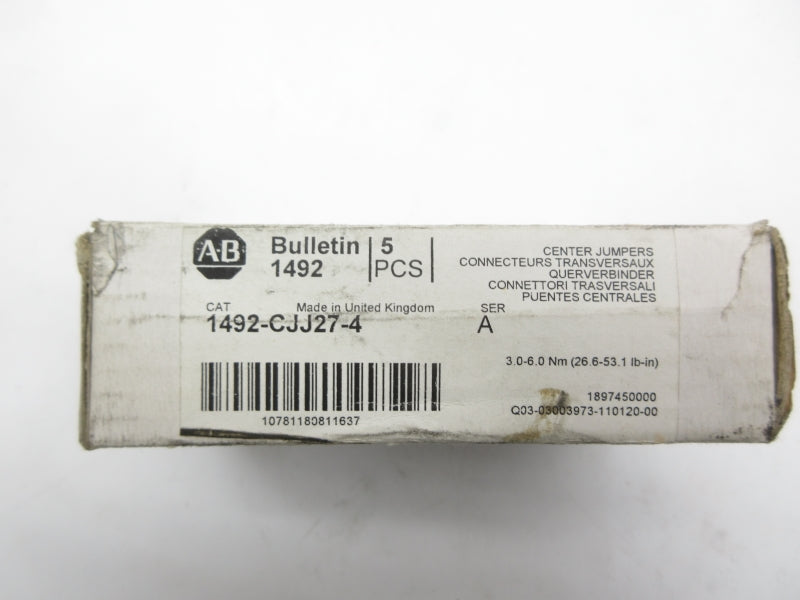 A-B
Bulletin 1492
5 PCS
CENTER JUMPERS
CONNECTEURS TRANSVERSAUX
QUERVERBINDER
CONNETTORI TRASVERSALI
PUENTES CENTRALES
CAT
Made in United Kingdom
SER
1492-CJJ27-4
A
3.0-6.0 Nm (26.6-53.1 lb-in)
10781180811637
1897450000
Q03-03003973-110120-00